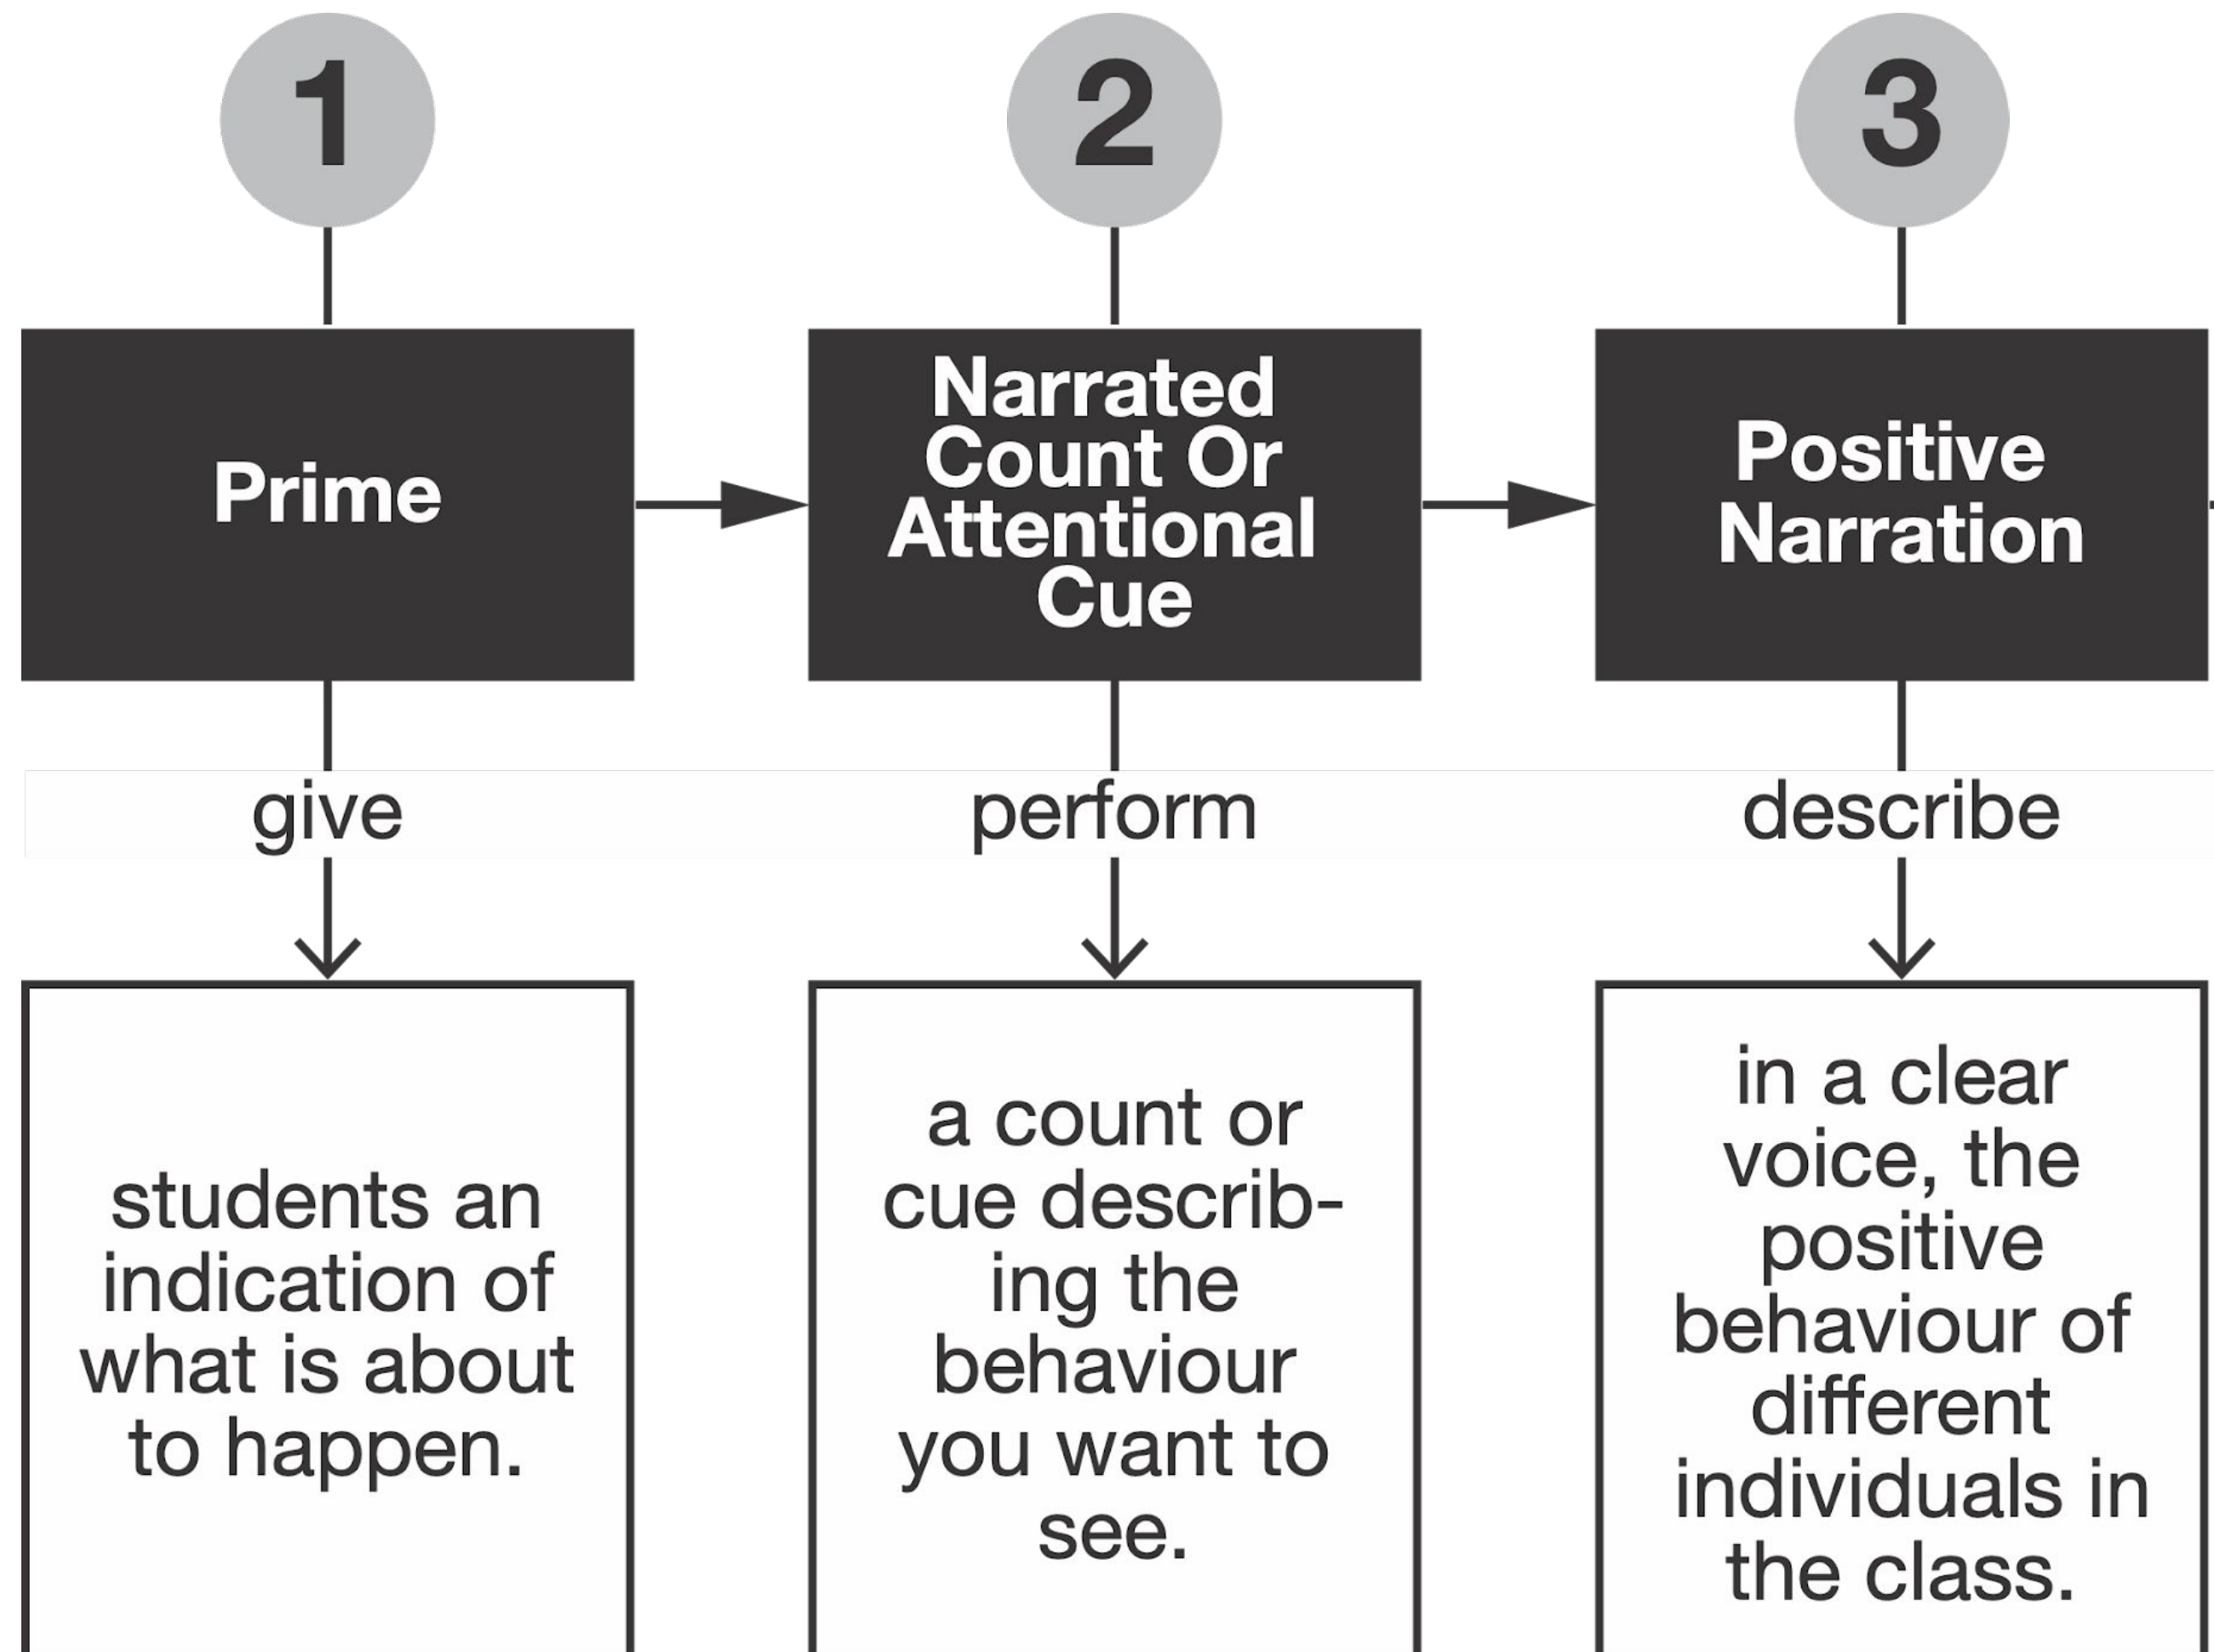 1
2
3
Prime
Narrated
Count Or
Attentional
Cue
Positive
Narration
give
perform
describe
students an
indication of
what is about
to happen.
a count or
cue describ-
ing the
behaviour
you want to
see.
in a clear
voice, the
positive
behaviour of
different
individuals in
the class.